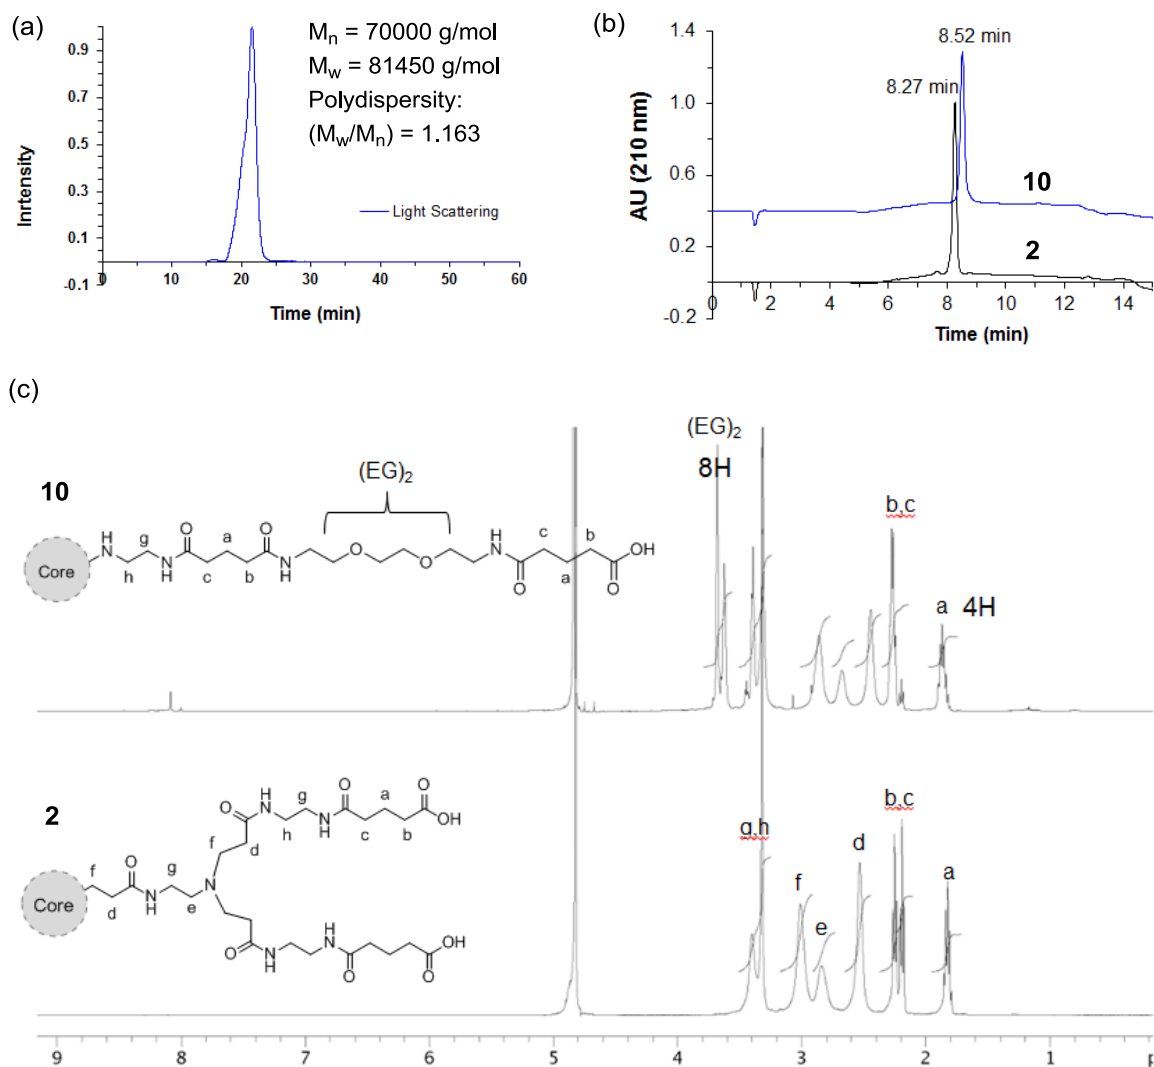 (a)
Mn = 70000 g/mol
Mw = 81450 g/mol
Polydispersity:
(Mw/Mn) = 1.163
Inrtensity
0.9
0.7
0.5
0.3
0.1
-0.1
0 10 20 30 40 50 60
Light Scattering
Time (min)
(b)
AU (210 nm)
1.4
1.0
0.6
0.2
-0.2
8.52 min
8.27 min
10
2
0 2 4 6 8 10 12 14
Time (min)
(c)
10
(EG)2
Core
H
N
h
g
N
H
O
c
a
b
O
N
H
O
O
H
N
O
c
a
b
O
OH
(EG)2
8H
b,c
a 4H
2
Core
f
d
O
N
H
g
e
N
f
d
O
H
N
h
g
N
H
O
c
a
b
O
OH
O
N
H
H
N
O
O
OH
g,h
f
e
d
b,c
a
9 8 7 6 5 4 3 2 1 p